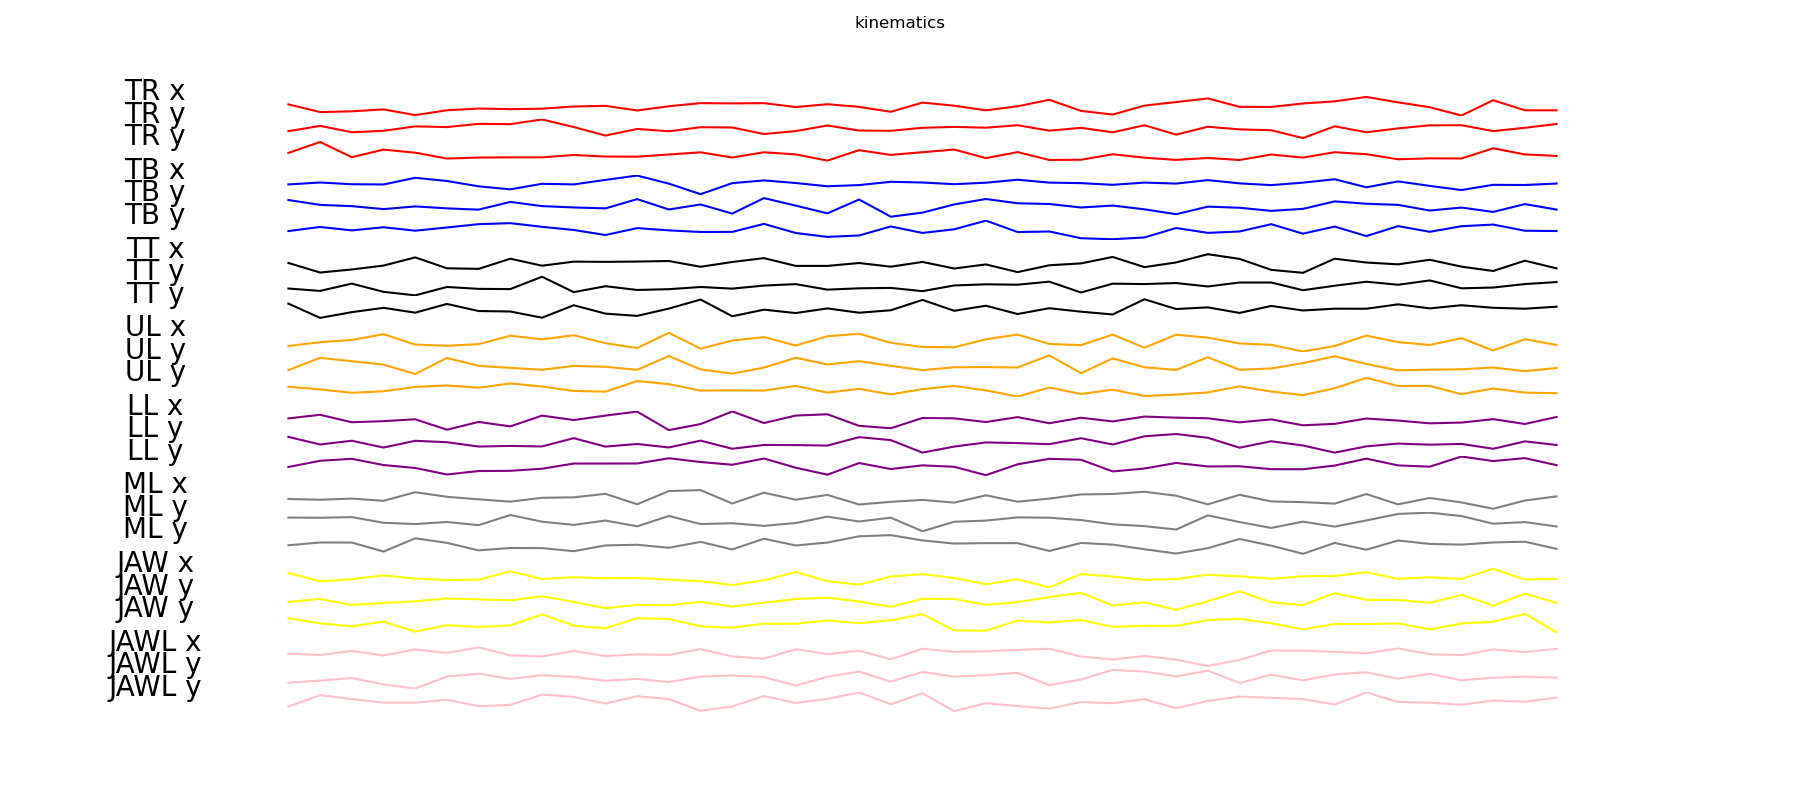 kinematics
TR x
TR y
TR y
TB x
TB y
TB y
TT x
TT y
TT y
UL x
UL y
UL y
LL x
LL y
LL y
ML x
ML y
ML y
JAW x
JAW y
JAW y
JAWL x
JAWL y
JAWL y